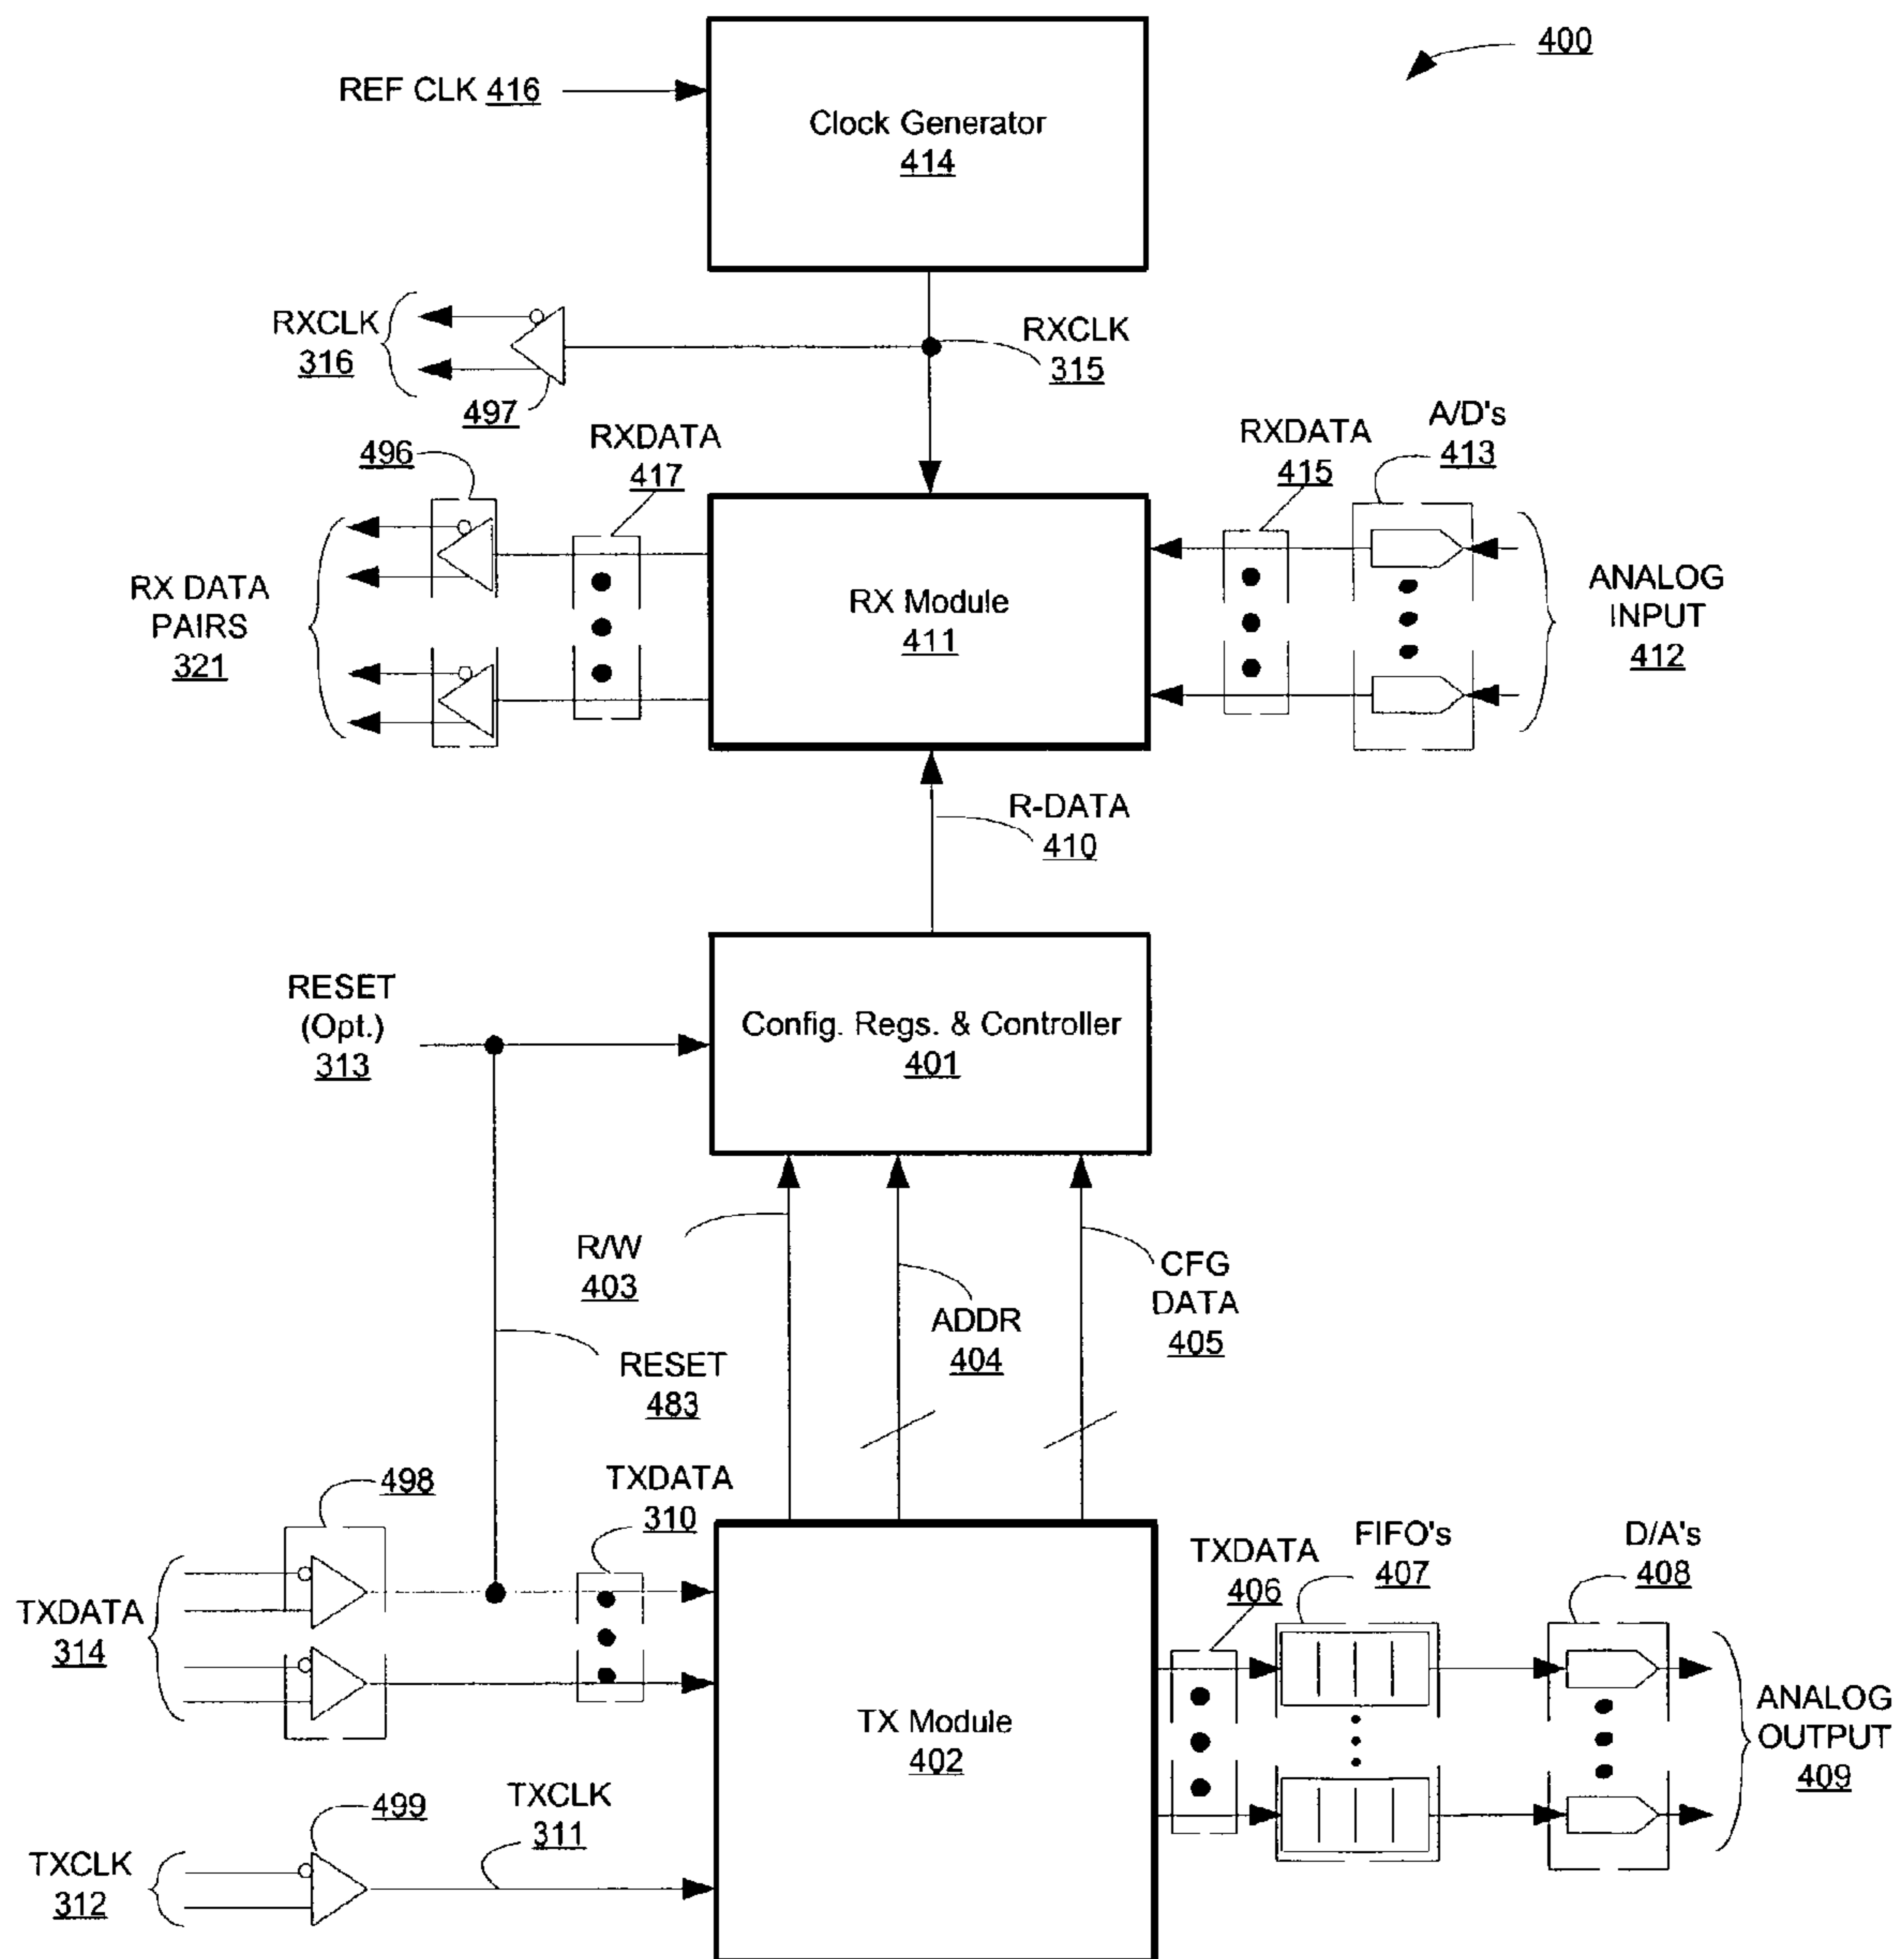 400
REF CLK 416
Clock Generator
414
RXCLK
316
497
RXCLK
315
496
RXDATA
417
RXDATA
415
A/D's
413
RX DATA
PAIRS
321
RX Module
411
ANALOG
INPUT
412
R-DATA
410
RESET
(Opt.)
313
Config. Regs. & Controller
401
R/W
403
ADDR
404
CFG
DATA
405
RESET
483
498
TXDATA
310
TXDATA
314
TXDATA
406
FIFO's
407
D/A's
408
TX Module
402
ANALOG
OUTPUT
409
499
TXCLK
311
TXCLK
312